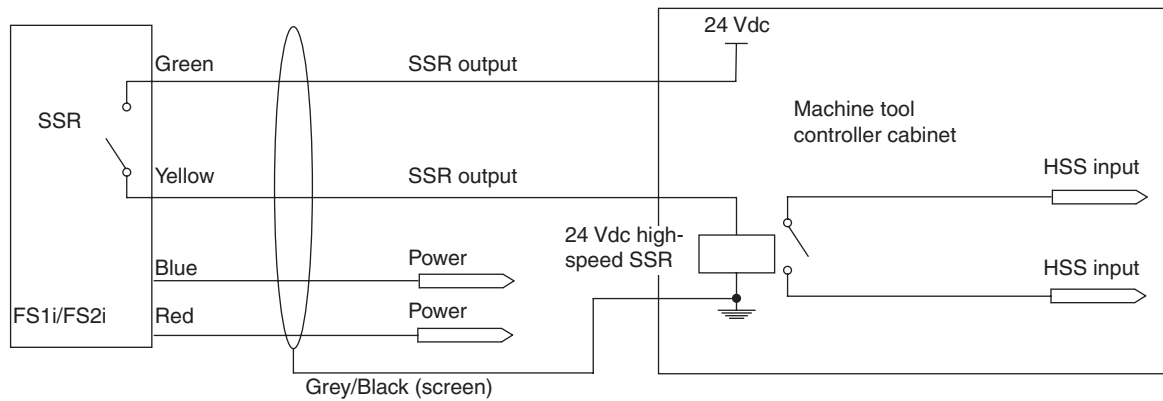 24 Vdc
Green
SSR output
SSR
Machine tool
controller cabinet
Yellow
SSR output
HSS input
24 Vdc high-
speed SSR
Blue
Power
HSS input
FS1i/FS2i
Red
Power
Grey/Black (screen)